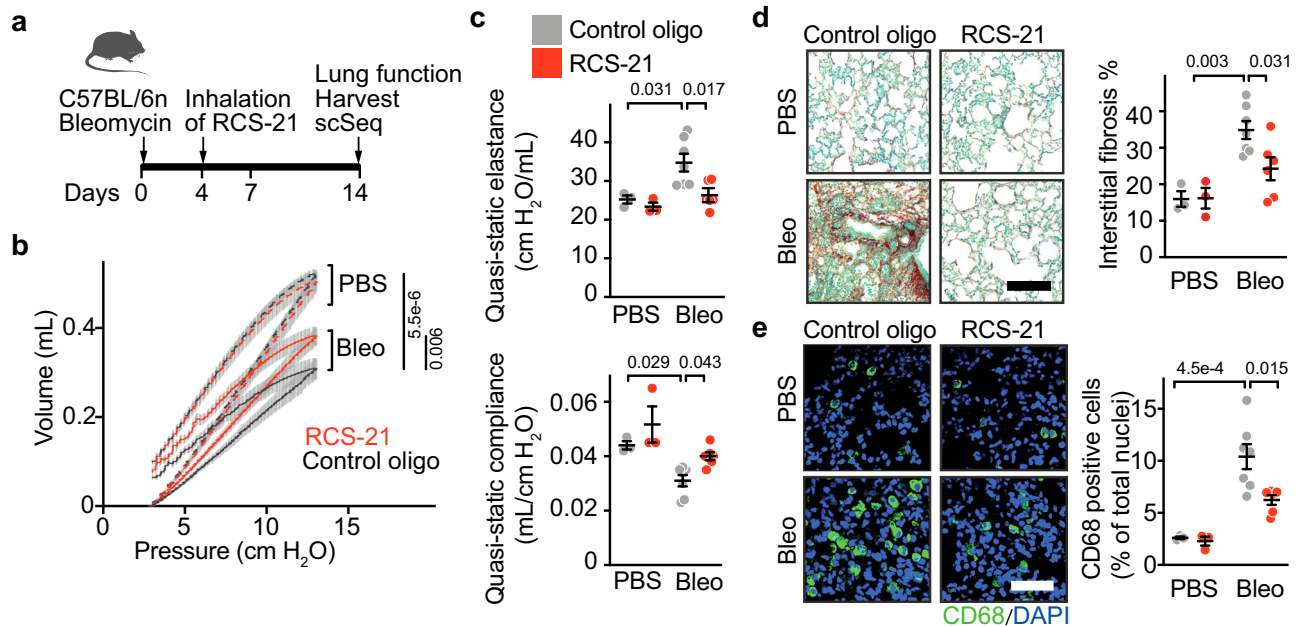 a
C57BL/6n
Bleomycin
Inhalation
of RCS-21
Lung function
Harvest
scSeq
Days 0 4 7 14
b
Volume (mL)
0.4
0.2
0
0 5 10 15
Pressure (cm H₂O)
PBS
Bleo
5.5e-6
0.006
RCS-21
Control oligo
c
Control oligo
RCS-21
Quasi-static elastance
(cm H₂O/mL)
0.031 0.017
40
30
20
10
0
PBS Bleo
Quasi-static compliance
(mL/cm H₂O)
0.029 0.043
0.06
0.04
0.02
0
PBS Bleo
d
Control oligo RCS-21
PBS
Bleo
Interstitial fibrosis %
0.003 0.031
40
30
20
10
0
PBS Bleo
e
Control oligo RCS-21
PBS
Bleo
CD68/DAPI
CD68 positive cells
(% of total nuclei)
4.5e-4 0.015
15
10
5
0
PBS Bleo